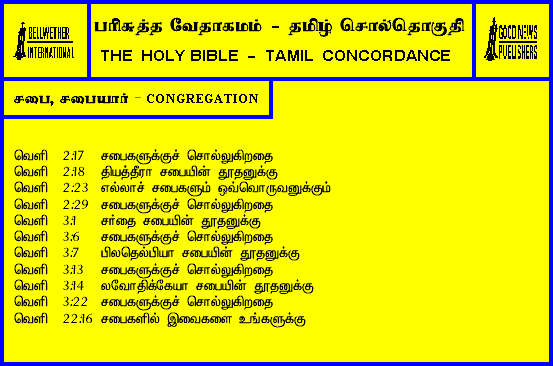 BELLWETHER
INTERNATIONAL
பரிசுத்த வேதாகமம் - தமிழ் சொல்தொகுதி
THE HOLY BIBLE - TAMIL CONCORDANCE
GOOD NEWS
PUBLISHERS
சபை, சபையார் - CONGREGATION
வெளி 2:17 சபைகளுக்குச் சொல்லுகிறதை
வெளி 2:18 தியத்தீரா சபையின் தூதனுக்கு
வெளி 2:23 எல்லாச் சபைகளும் ஒவ்வொருவனுக்கும்
வெளி 2:29 சபைகளுக்குச் சொல்லுகிறதை
வெளி 3:1 சர்தை சபையின் தூதனுக்கு
வெளி 3:6 சபைகளுக்குச் சொல்லுகிறதை
வெளி 3:7 பிலதெல்பியா சபையின் தூதனுக்கு
வெளி 3:13 சபைகளுக்குச் சொல்லுகிறதை
வெளி 3:14 லவோதிக்கேயா சபையின் தூதனுக்கு
வெளி 3:22 சபைகளுக்குச் சொல்லுகிறதை
வெளி 22:16 சபைகளில் இவைகளை உங்களுக்கு